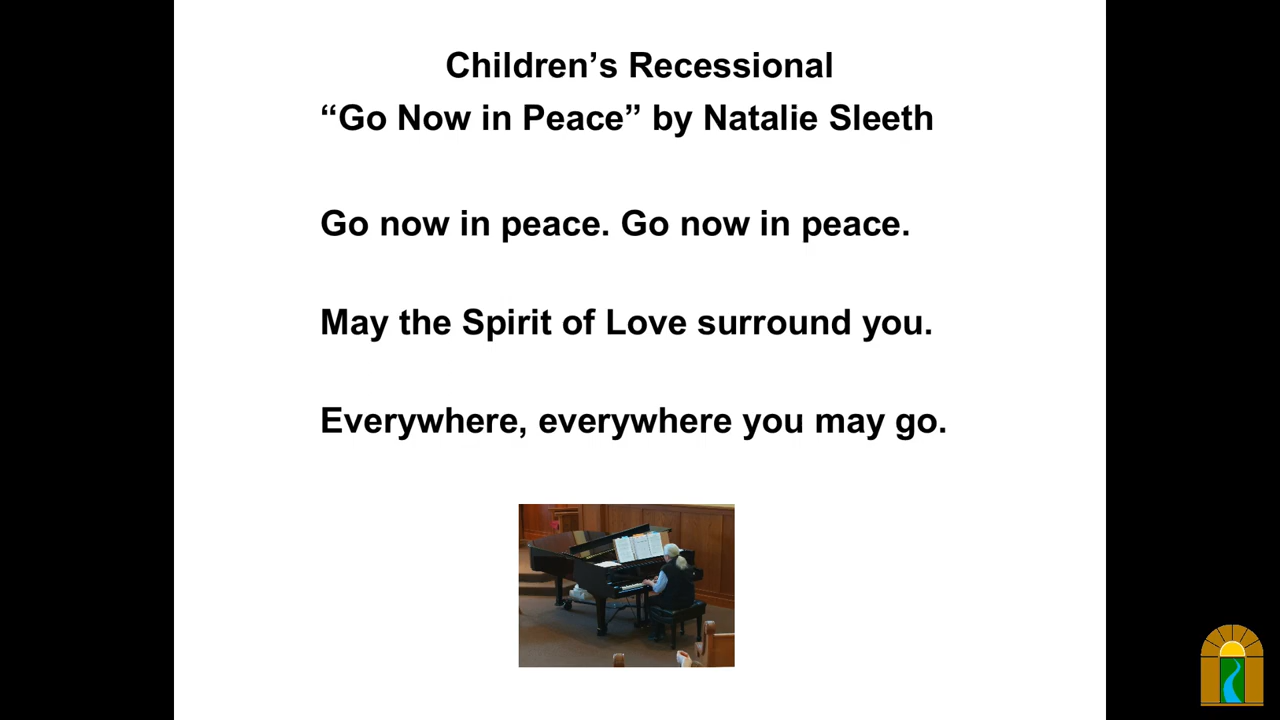 Children’s Recessional
“Go Now in Peace” by Natalie Sleeth
Go now in peace. Go now in peace.
May the Spirit of Love surround you.
Everywhere, everywhere you may go.